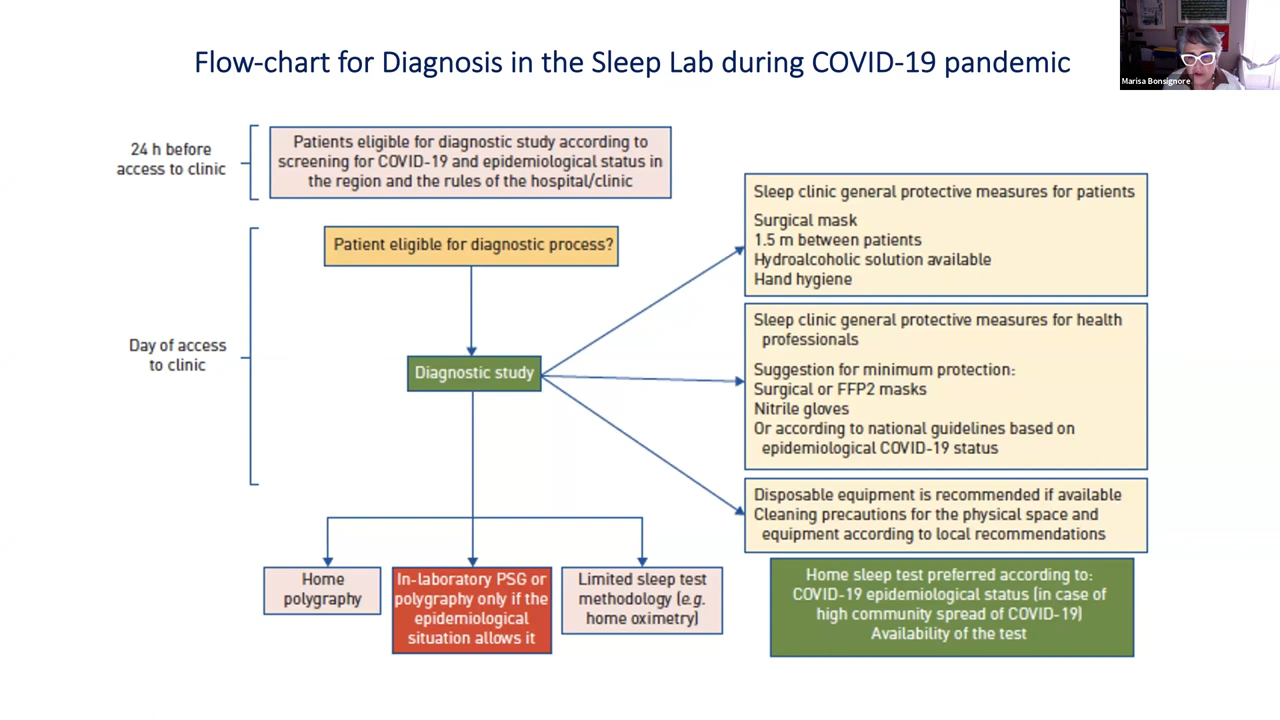 Flow-chart for Diagnosis in the Sleep Lab during COVID-19 pandemic
Marisa Bonsignore
24 h before
access to clinic
Patients eligible for diagnostic study according to
screening for COVID-19 and epidemiological status in
the region and the rules of the hospital/clinic
Day of access
to clinic
Patient eligible for diagnostic process?
Diagnostic study
Sleep clinic general protective measures for patients
Surgical mask
1.5 m between patients
Hydroalcoholic solution available
Hand hygiene
Sleep clinic general protective measures for health
professionals
Suggestion for minimum protection:
Surgical or FFP2 masks
Nitrile gloves
Or according to national guidelines based on
epidemiological COVID-19 status
Disposable equipment is recommended if available
Cleaning precautions for the physical space and
equipment according to local recommendations
Home
polygraphy
In-laboratory PSG or
polygraphy only if the
epidemiological
situation allows it
Limited sleep test
methodology (e.g.
home oximetry)
Home sleep test preferred according to:
COVID-19 epidemiological status (in case of
high community spread of COVID-19)
Availability of the test